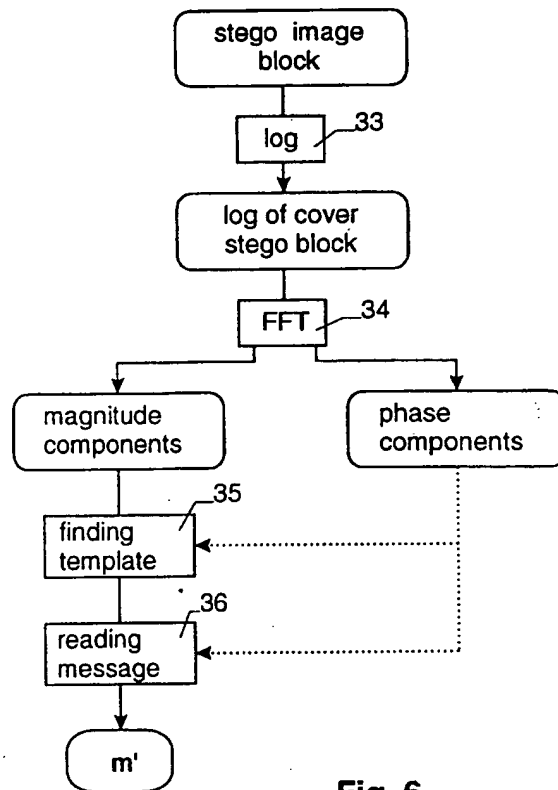 stego image
block
33
log
log of cover
stego block
34
FFT
magnitude
components
phase
components
35
finding
template
36
reading
message
m'
Fig. 6